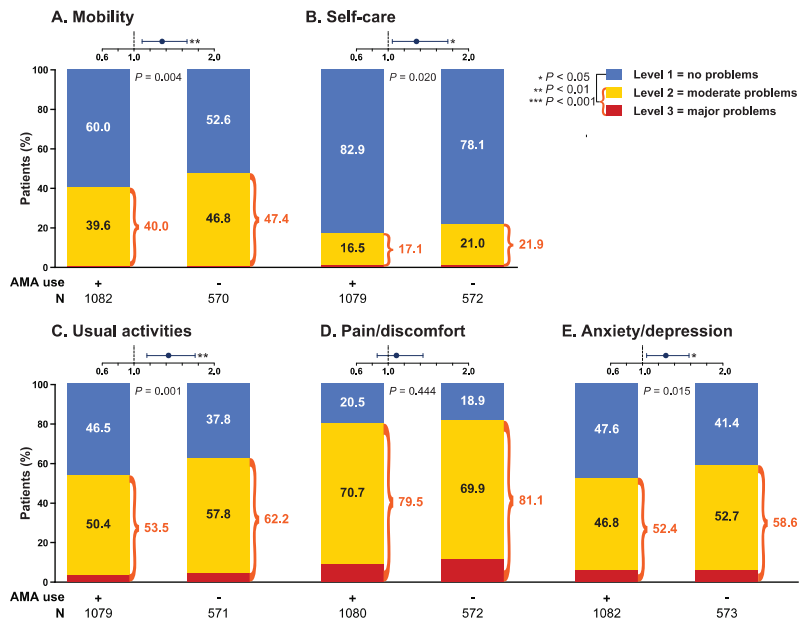 A. Mobility
B. Self-care
**
*
0.6 1.0 2.0
0.6 1.0 2.0
P = 0.004
P = 0.020
* P < 0.05
** P < 0.01
*** P < 0.001
Level 1 = no problems
Level 2 = moderate problems
Level 3 = major problems
Patients (%)
100
80
60
40
20
0
60.0
39.6
40.0
52.6
46.8
47.4
82.9
16.5
17.1
78.1
21.0
21.9
AMA use + - + -
N 1082 570 1079 572
C. Usual activities
D. Pain/discomfort
E. Anxiety/depression
**
*
0.6 1.0 2.0
0.6 1.0 2.0
0.6 1.0 2.0
P = 0.001
P = 0.444
P = 0.015
Patients (%)
100
80
60
40
20
0
46.5
50.4
53.5
37.8
57.8
62.2
20.5
70.7
79.5
18.9
69.9
81.1
47.6
46.8
52.4
41.4
52.7
58.6
AMA use + - + - + -
N 1079 571 1080 572 1082 573